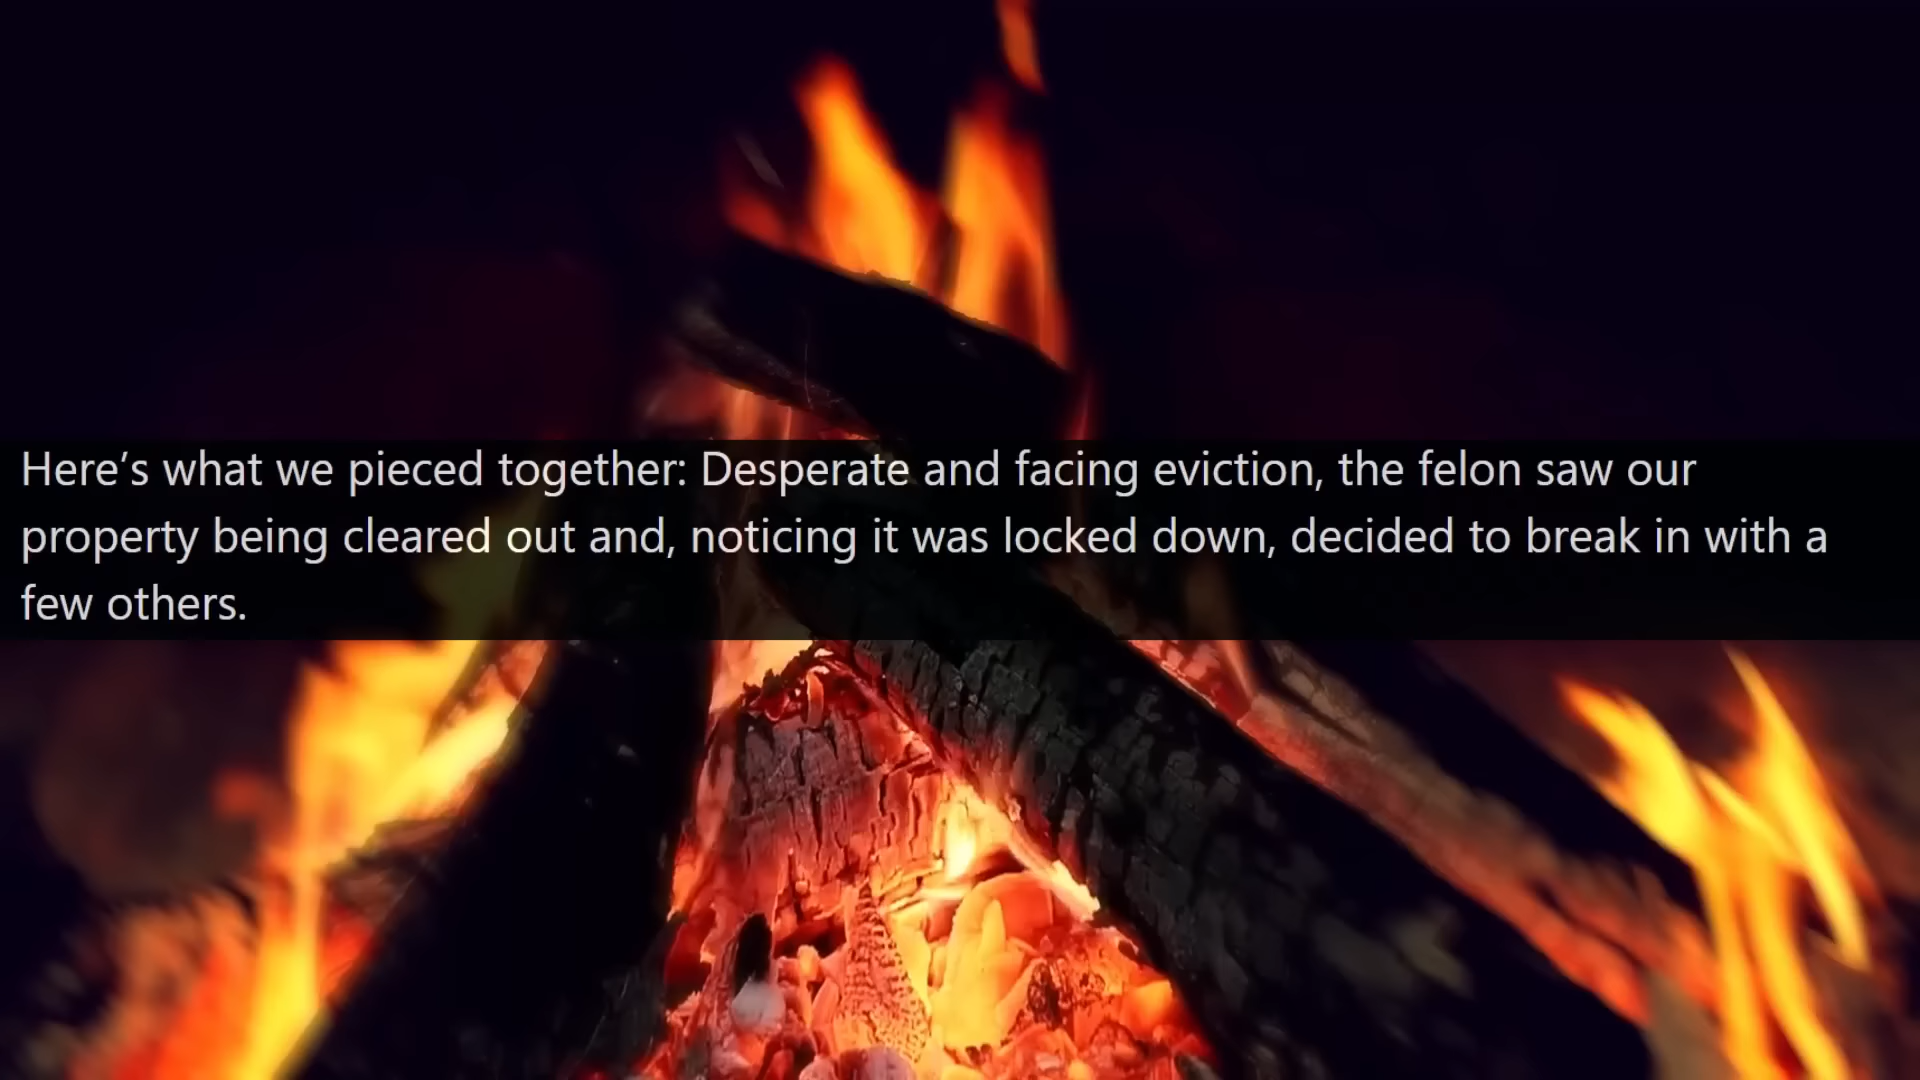 Here’s what we pieced together: Desperate and facing eviction, the felon saw our
property being cleared out and, noticing it was locked down, decided to break in with a
few others.